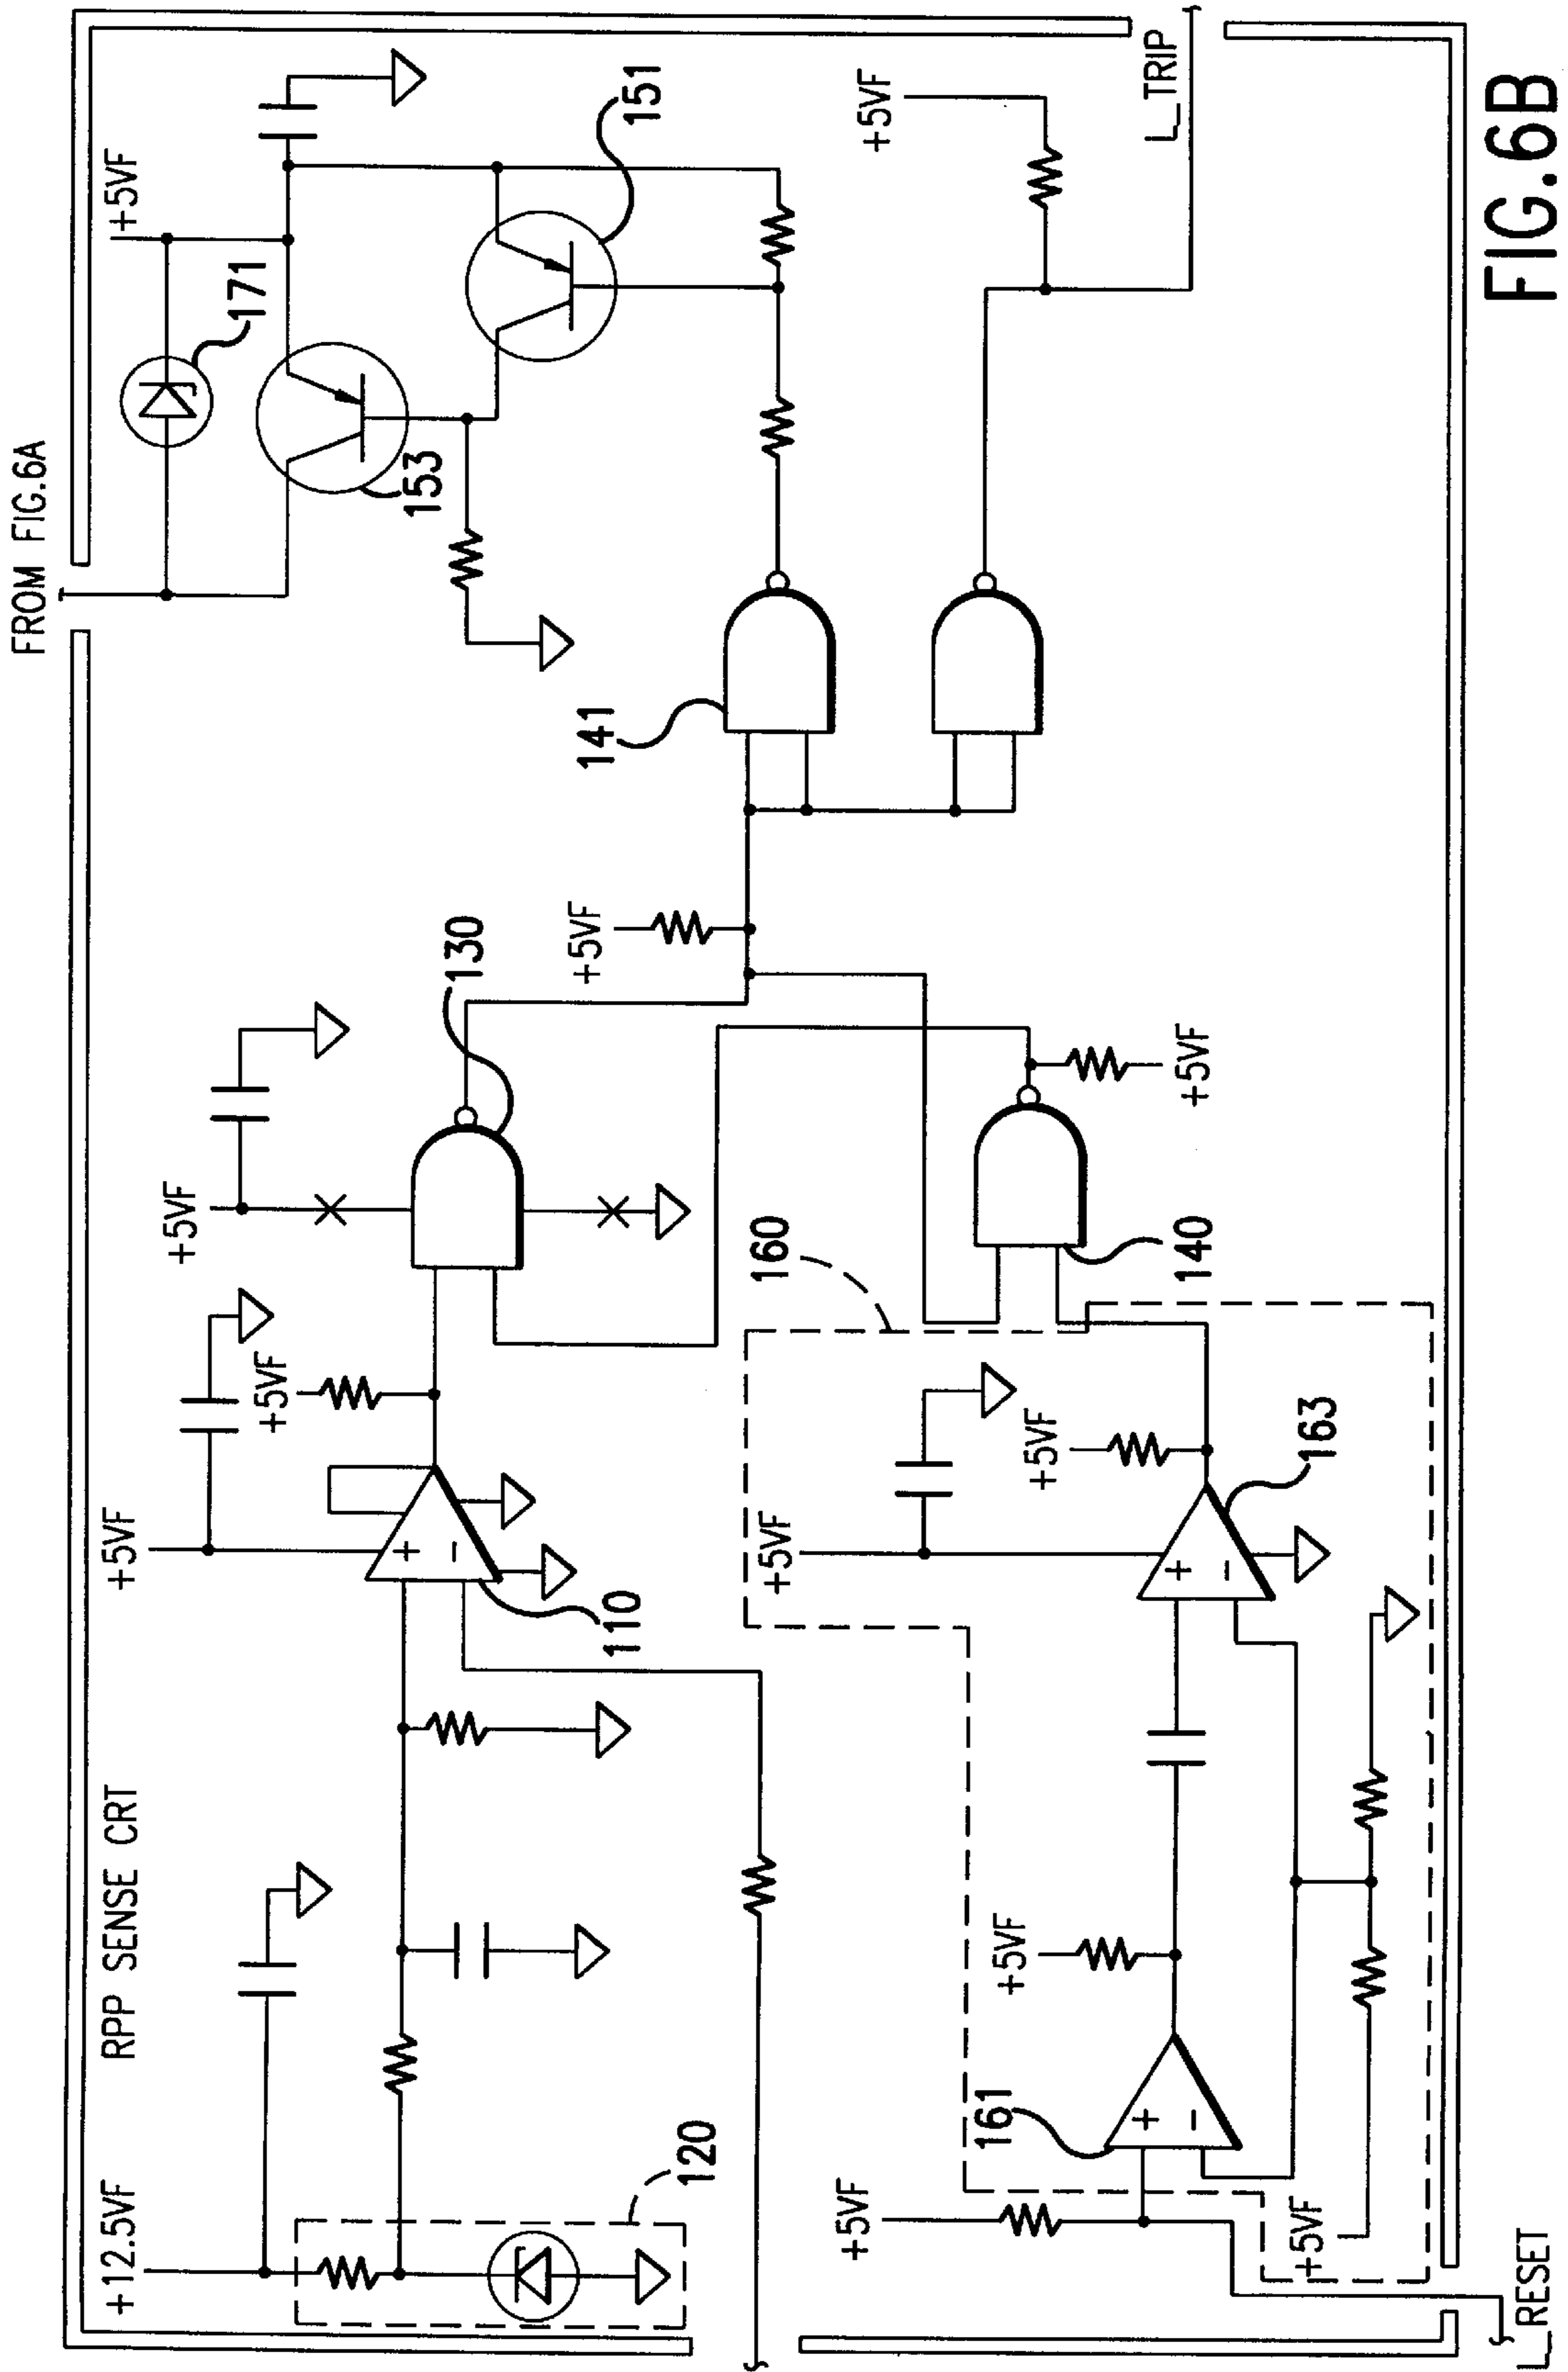 FROM FIG.6A
RPP SENSE CRT
+12.5VF
120
110
+5VF
+5VF
+5VF
130
+5VF
171
153
151
141
+5VF
+5VF
L_TRIP
160
140
+5VF
+5VF
+5VF
163
+5VF
161
+5VF
+5VF
L_RESET
+
−
+
−
+
−
FIG.6B